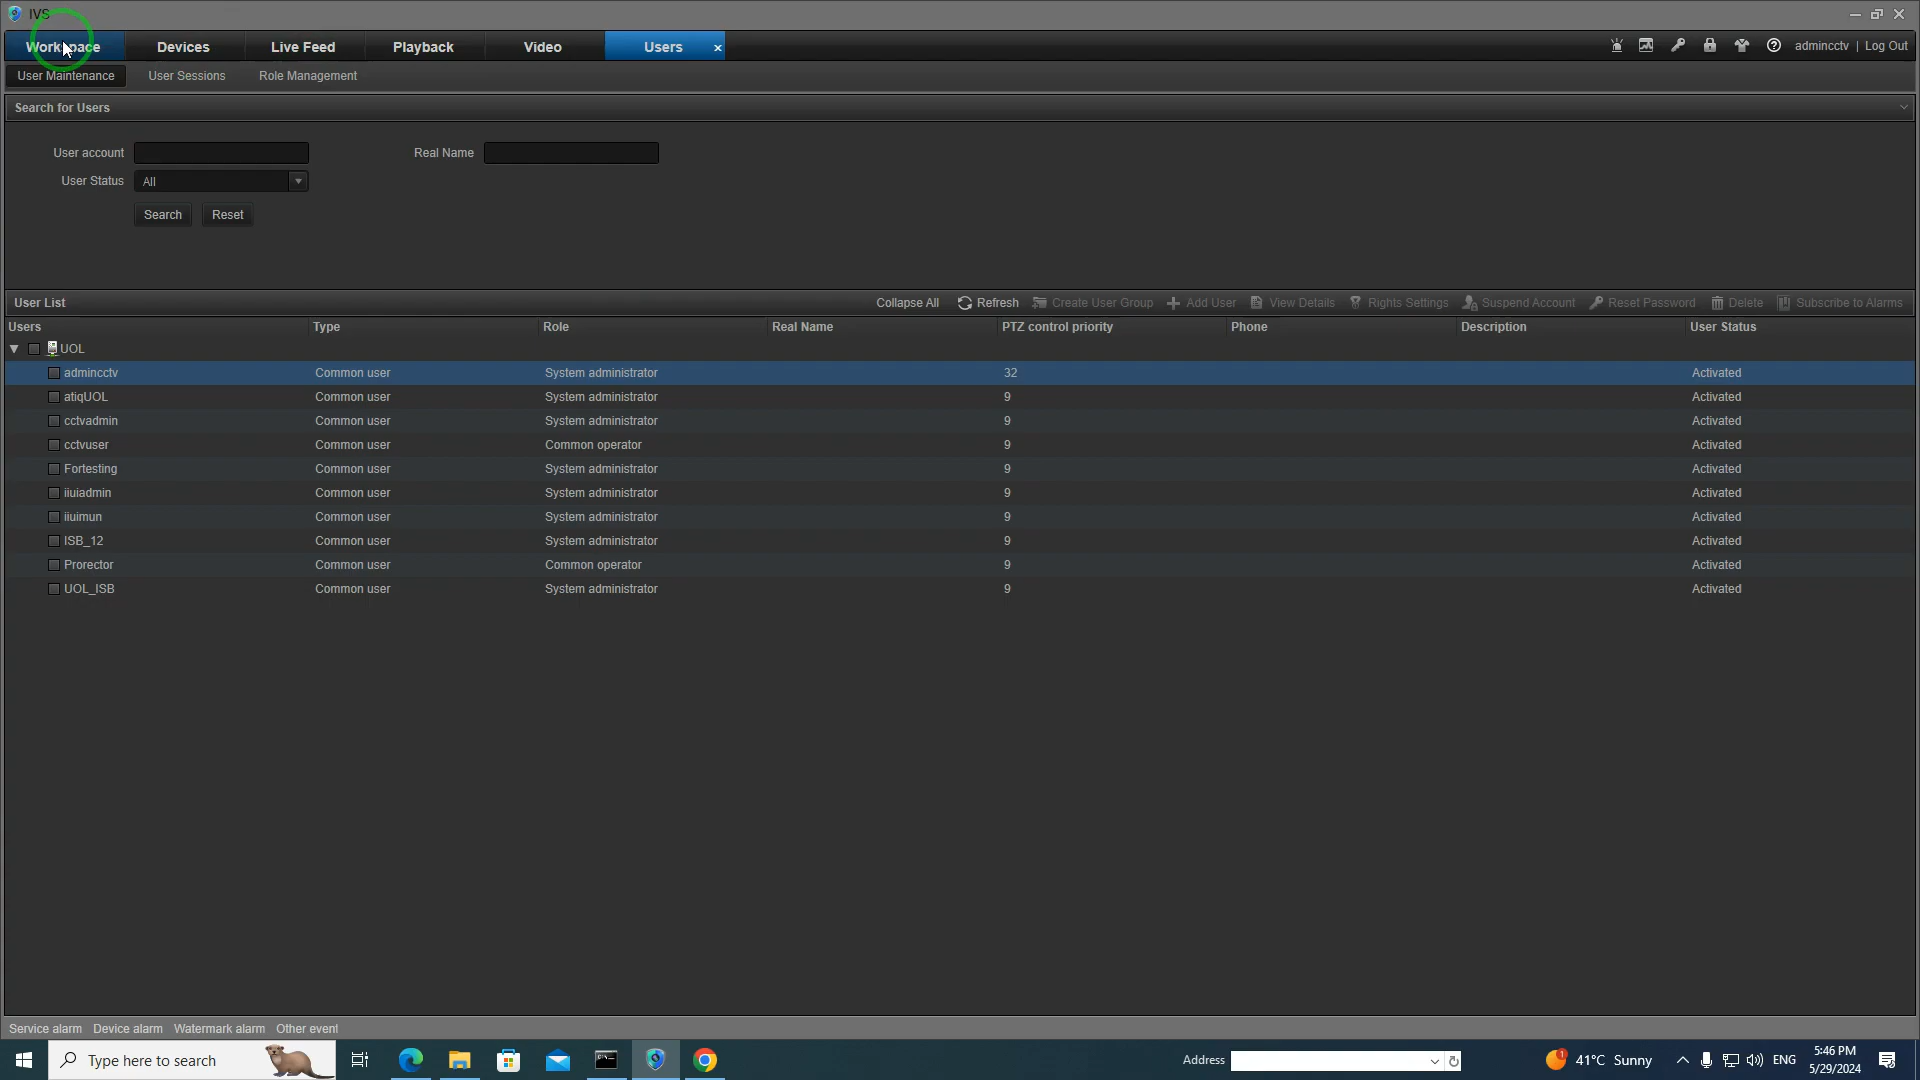 IVS
Workspace Devices Live Feed Playback Video Users × admincctv | Log Out
User Maintenance User Sessions Role Management
Search for Users
User account Real Name
User Status All
Search Reset
User List Collapse All Refresh Create User Group Add User View Details Rights Settings Suspend Account Reset Password Delete Subscribe to Alarms
Users Type Role Real Name PTZ control priority Phone Description User Status
UOL
admincctv Common user System administrator 32 Activated
atiqUOL Common user System administrator 9 Activated
cctvadmin Common user System administrator 9 Activated
cctvuser Common user Common operator 9 Activated
Fortesting Common user System administrator 9 Activated
iiuiadmin Common user System administrator 9 Activated
iiuimun Common user System administrator 9 Activated
ISB_12 Common user System administrator 9 Activated
Prorector Common user Common operator 9 Activated
UOL_ISB Common user System administrator 9 Activated
Service alarm Device alarm Watermark alarm Other event
Type here to search Address 1 41°C Sunny ENG 5:46 PM
5/29/2024